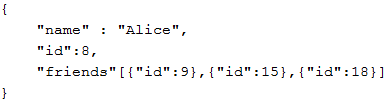 {
    "name" : "Alice",
    "id":8,
    "friends"[{"id":9},{"id":15},{"id":18}]
}